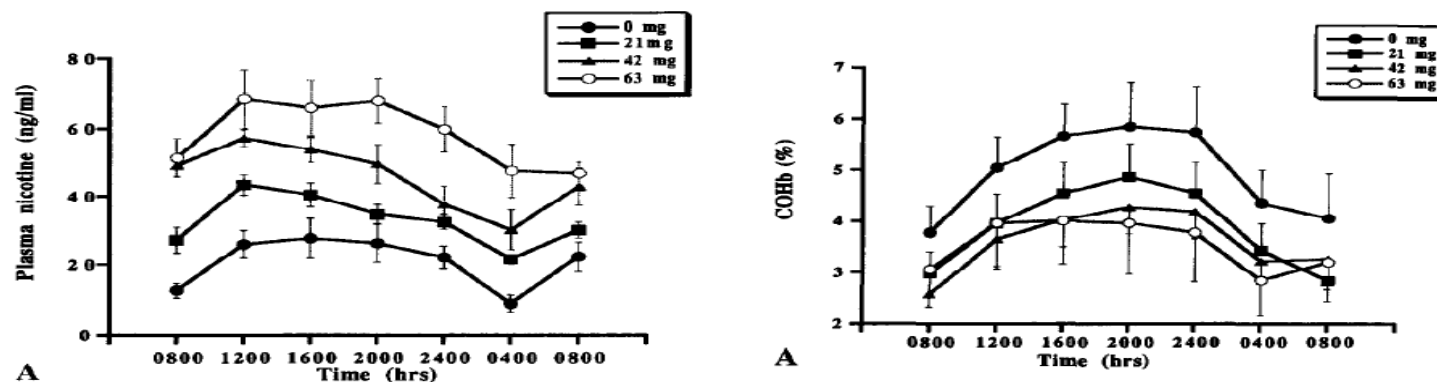 0 mg
21mg
42 mg
63 mg
80
60
40
20
0
Plasma nicotine (ng/ml)
0800 1200 1600 2000 2400 0400 0800
Time (hrs)
A
0 mg
21 mg
42 mg
63 mg
7
6
5
4
3
2
COHb (%)
0800 1200 1600 2000 2400 0400 0800
Time (hrs)
A